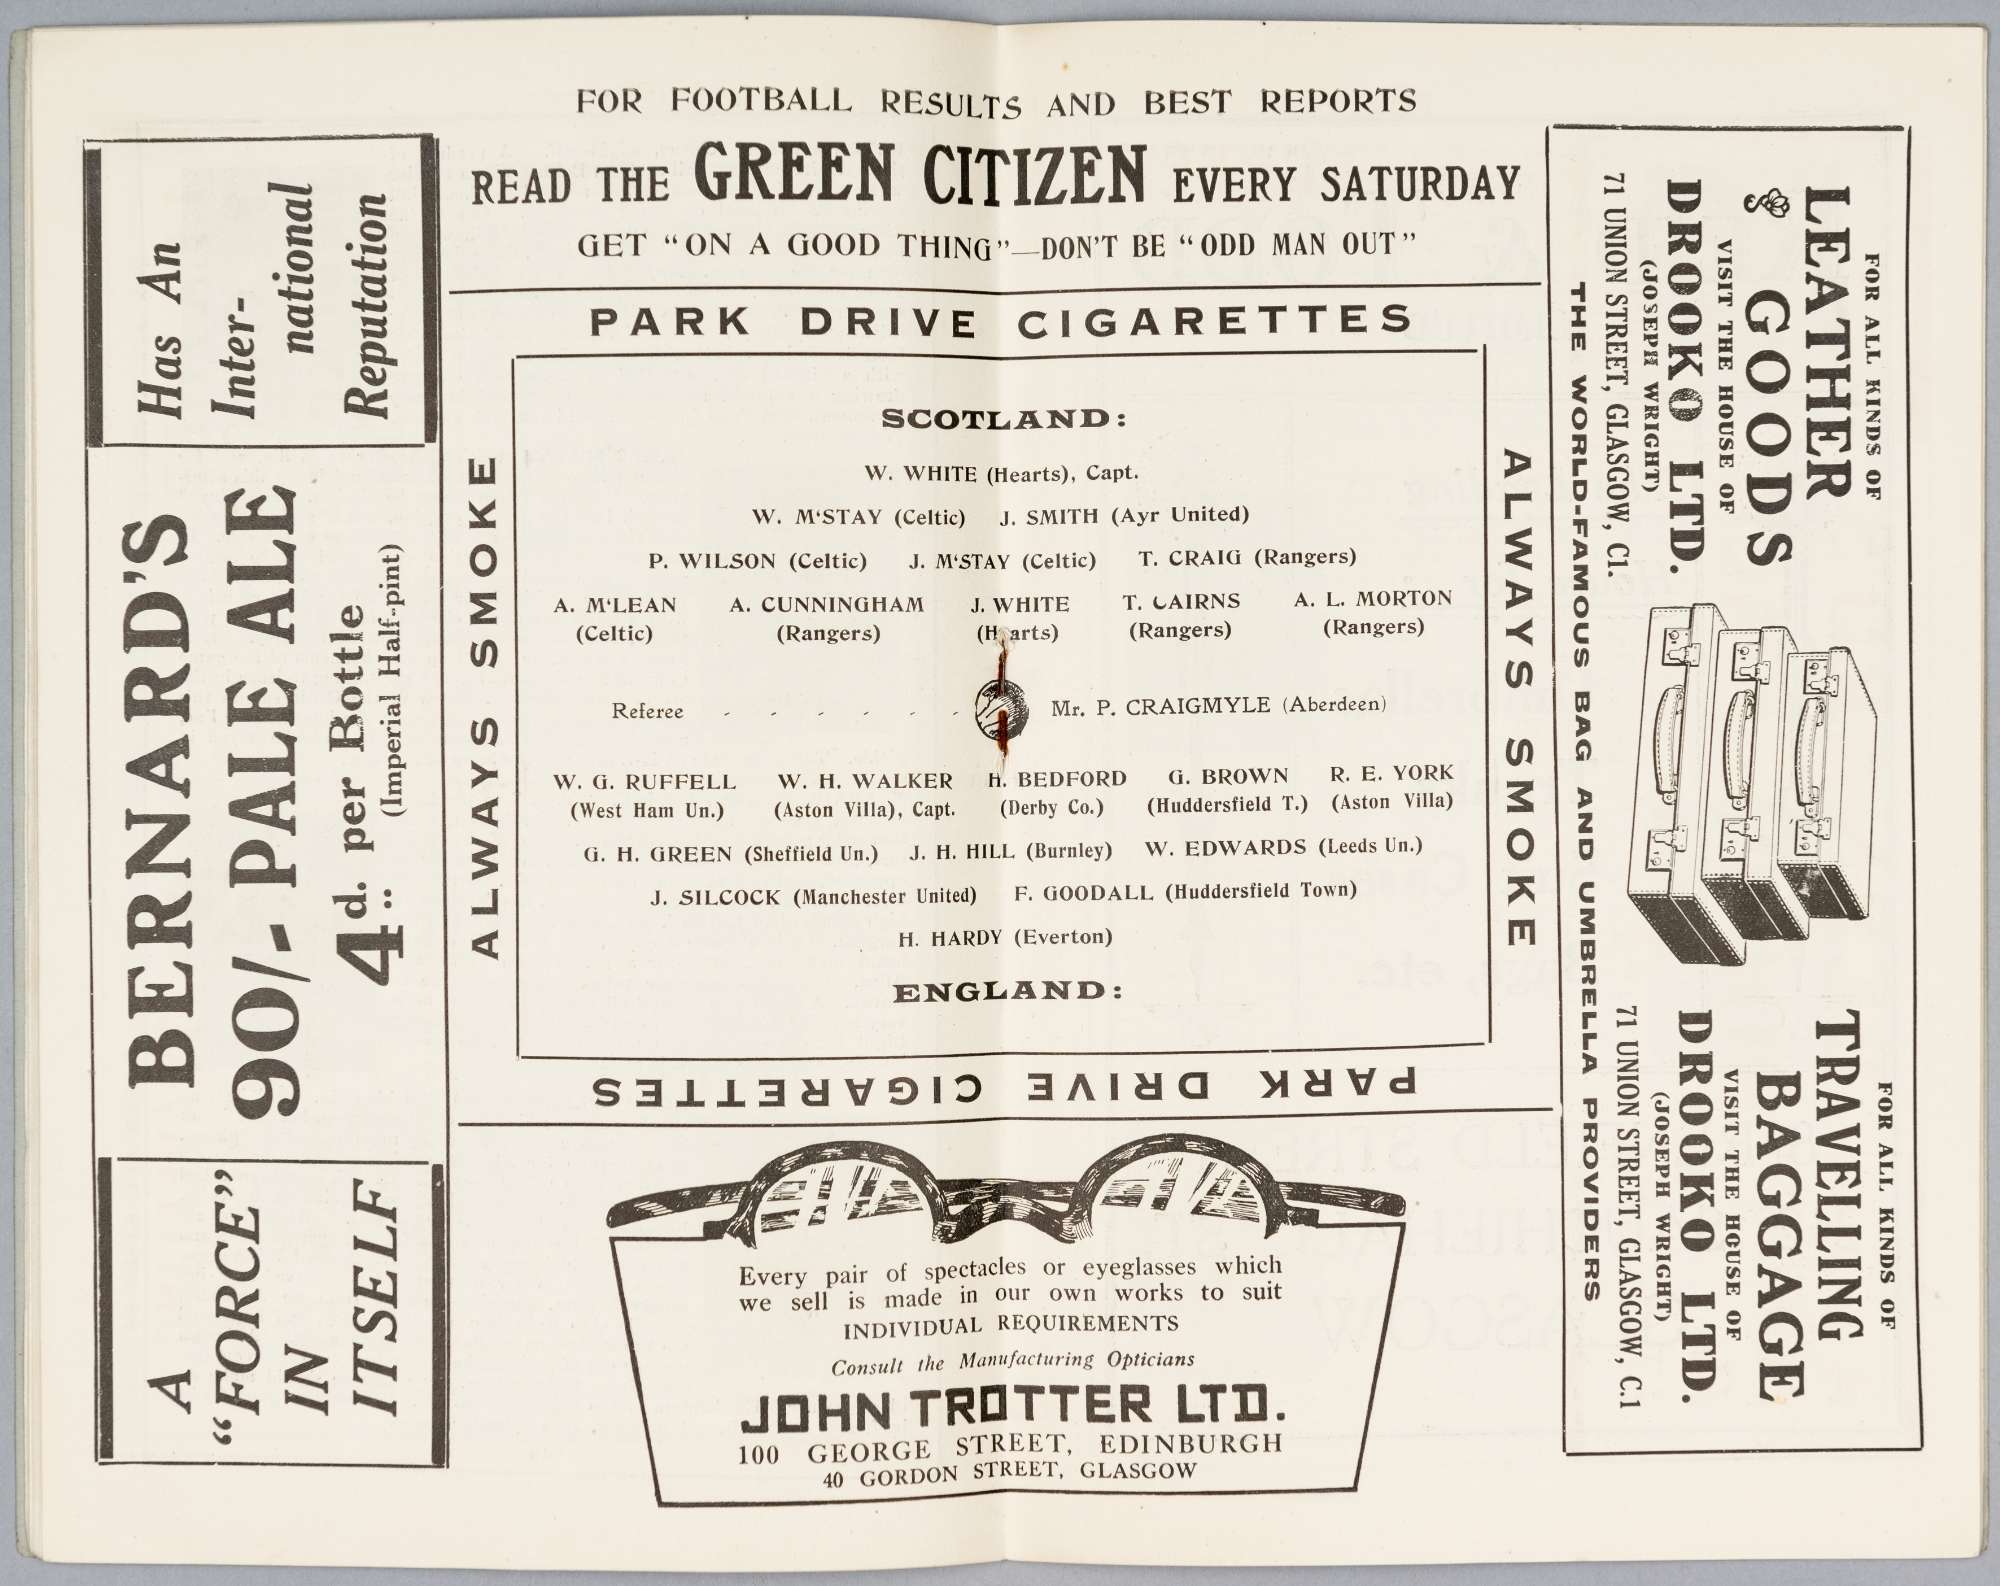 FOR FOOTBALL RESULTS AND BEST REPORTS
READ THE GREEN CITIZEN EVERY SATURDAY
GET “ON A GOOD THING”—DON'T BE “ODD MAN OUT”
Has An
Inter-
national
Reputation
BERNARD'S
90/- PALE ALE
4d. per Bottle
(Imperial Half-pint)
A
“FORCE”
IN
ITSELF
PARK DRIVE CIGARETTES
ALWAYS SMOKE
SCOTLAND:
W. WHITE (Hearts), Capt.
W. M‘STAY (Celtic) J. SMITH (Ayr United)
P. WILSON (Celtic) J. M‘STAY (Celtic) T. CRAIG (Rangers)
A. M‘LEAN A. CUNNINGHAM J. WHITE T. CAIRNS A. L. MORTON
(Celtic) (Rangers) (Hearts) (Rangers) (Rangers)
Referee - - - - - - Mr. P. CRAIGMYLE (Aberdeen)
W. G. RUFFELL W. H. WALKER H. BEDFORD G. BROWN R. E. YORK
(West Ham Un.) (Aston Villa), Capt. (Derby Co.) (Huddersfield T.) (Aston Villa)
G. H. GREEN (Sheffield Un.) J. H. HILL (Burnley) W. EDWARDS (Leeds Un.)
J. SILCOCK (Manchester United) F. GOODALL (Huddersfield Town)
H. HARDY (Everton)
ENGLAND:
ALWAYS SMOKE
PARK DRIVE CIGARETTES
Every pair of spectacles or eyeglasses which
we sell is made in our own works to suit
INDIVIDUAL REQUIREMENTS
Consult the Manufacturing Opticians
JOHN TROTTER LTD.
100 GEORGE STREET, EDINBURGH
40 GORDON STREET, GLASGOW
FOR ALL KINDS OF
LEATHER
& GOODS
VISIT THE HOUSE OF
DROOKO LTD.
(JOSEPH WRIGHT)
71 UNION STREET, GLASGOW, C1.
FOR ALL KINDS OF
TRAVELLING
BAGGAGE
VISIT THE HOUSE OF
DROOKO LTD.
(JOSEPH WRIGHT)
71 UNION STREET, GLASGOW, C.1
THE WORLD-FAMOUS BAG AND UMBRELLA PROVIDERS